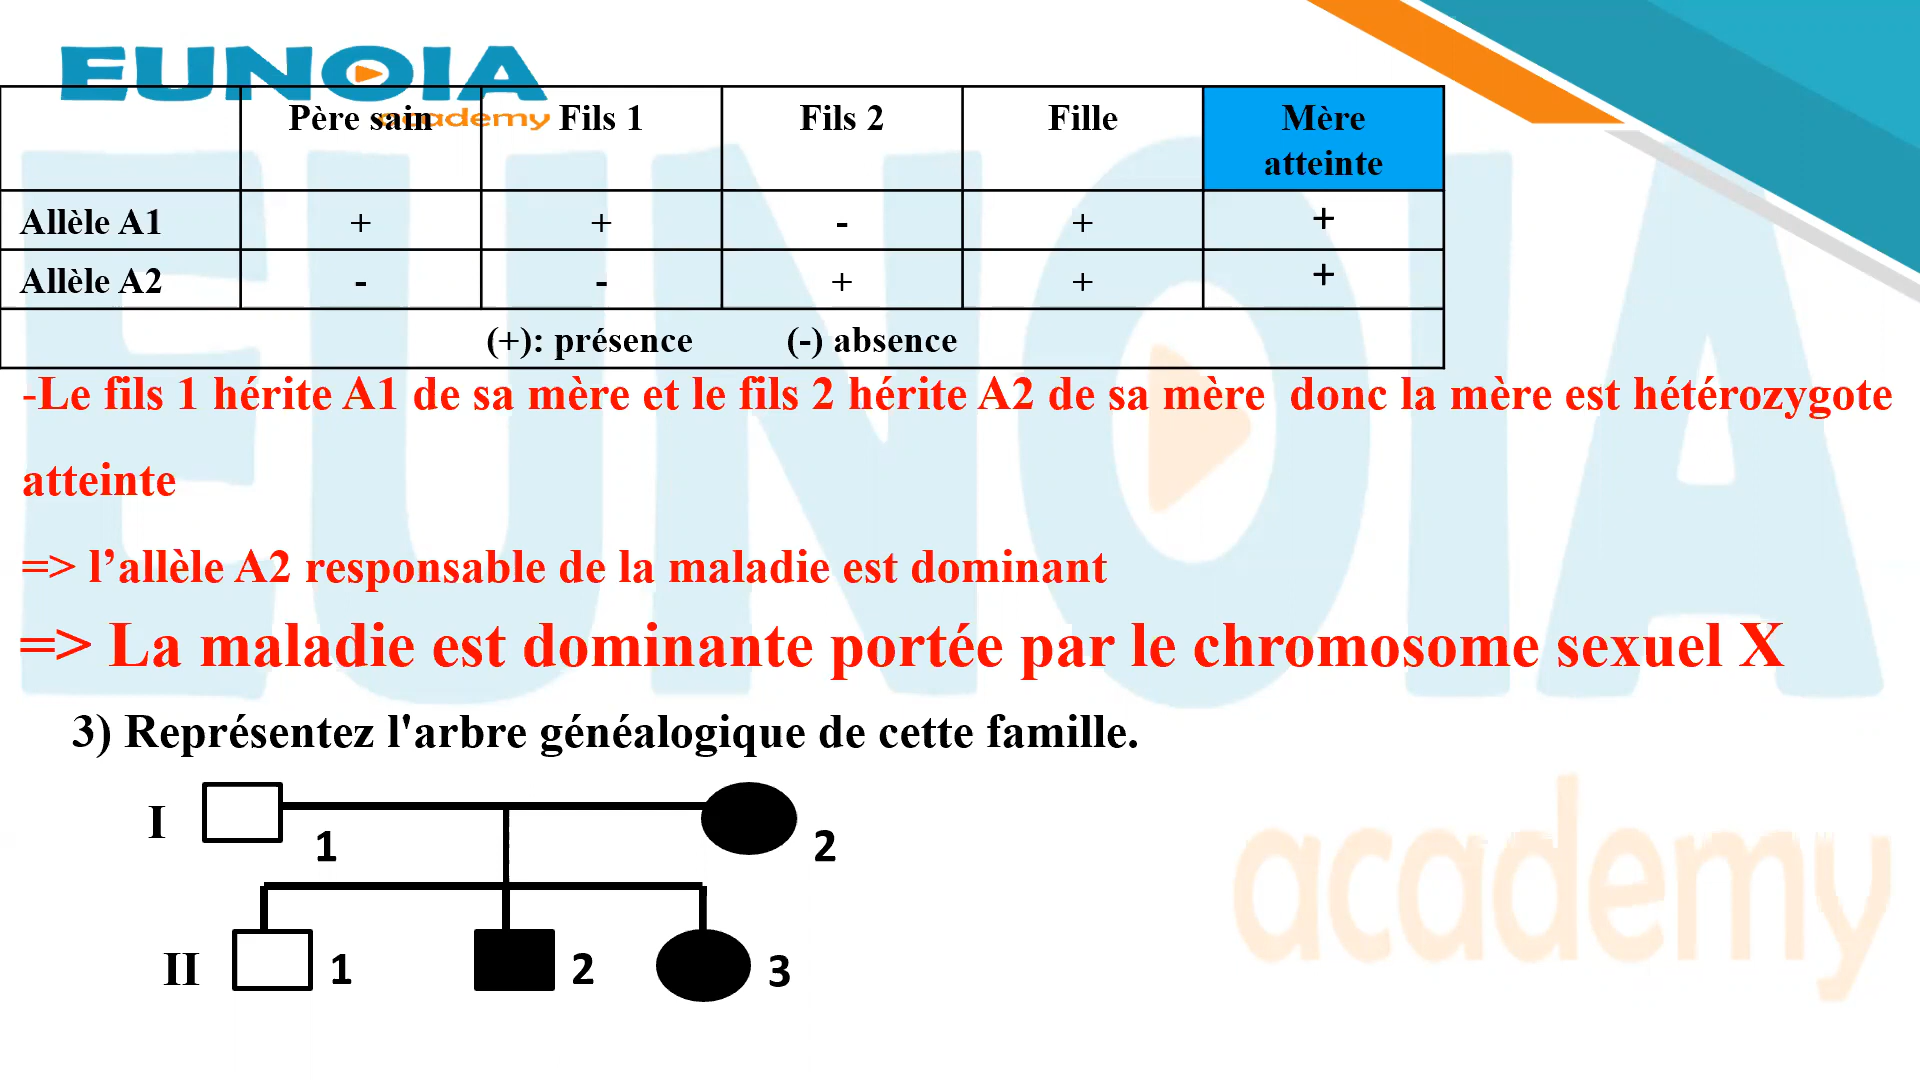 EUNOIA
academy
Père sain Fils 1 Fils 2 Fille Mère atteinte
Allèle A1 + + - + +
Allèle A2 - - + + +
(+): présence (-) absence
-Le fils 1 hérite A1 de sa mère et le fils 2 hérite A2 de sa mère donc la mère est hétérozygote
atteinte
=> l’allèle A2 responsable de la maladie est dominant
=> La maladie est dominante portée par le chromosome sexuel X
3) Représentez l'arbre généalogique de cette famille.
I 1 2
II 1 2 3
EUNOIA
academy